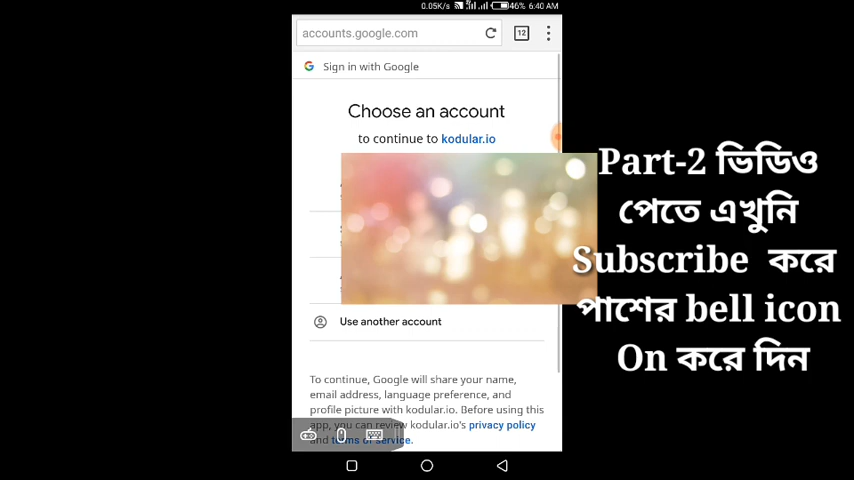 0.05K/s 46% 6:40 AM
accounts.google.com
12
Sign in with Google
Choose an account
to continue to kodular.io
Use another account
To continue, Google will share your name,
email address, language preference, and
profile picture with kodular.io. Before using this
app, you can review kodular.io's privacy policy
and terms of service.
Part-2 ভিডিও
পেতে এখুনি
Subscribe করে
পাশের bell icon
On করে দিন